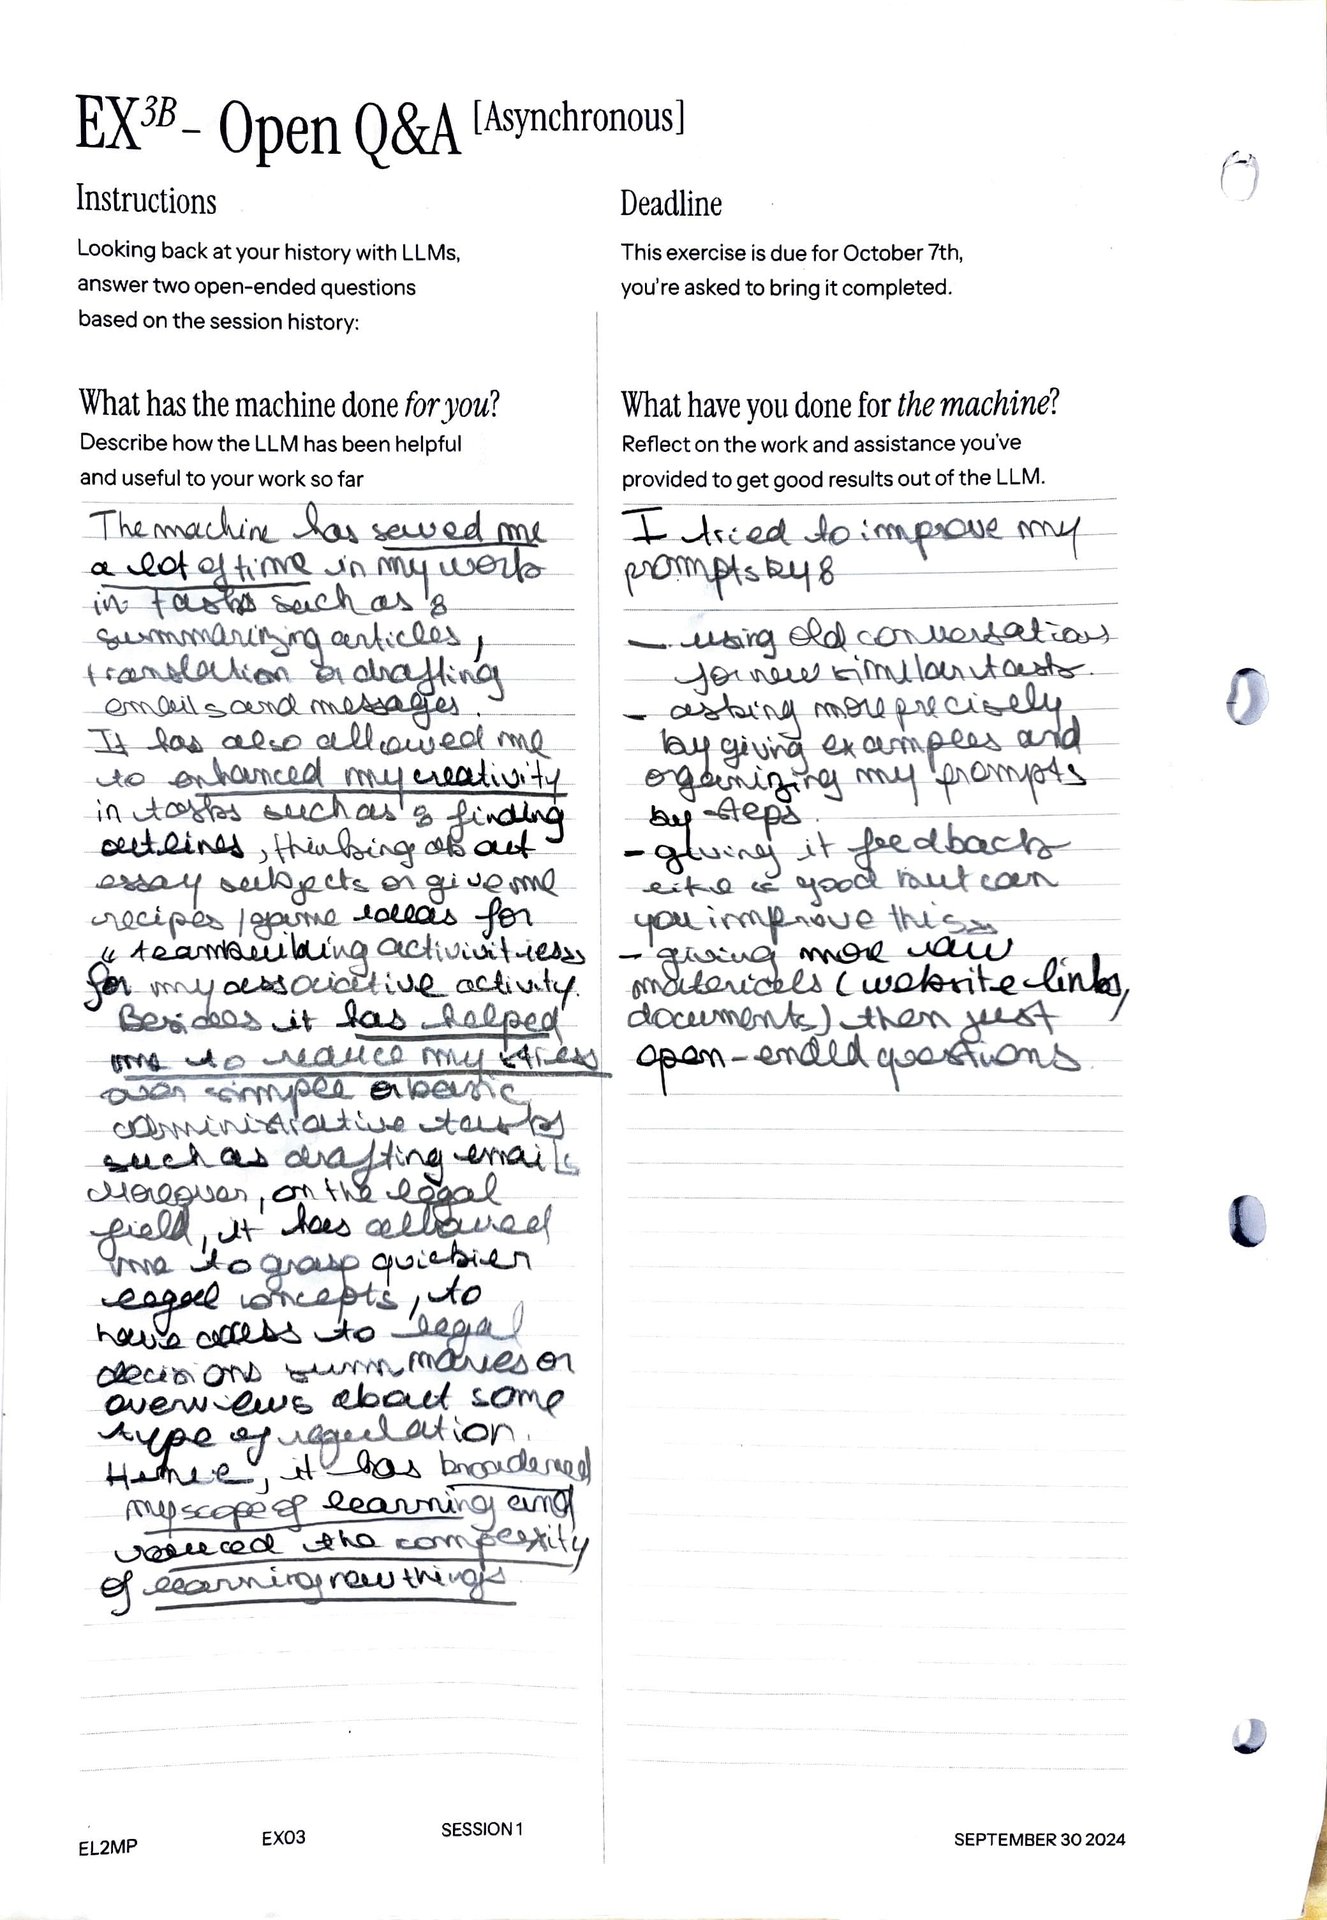 EX3B - Open Q&A [Asynchronous]
Instructions
Looking back at your history with LLMs,
answer two open-ended questions
based on the session history:
Deadline
This exercise is due for October 7th,
you're asked to bring it completed.
What has the machine done for you?
Describe how the LLM has been helpful
and useful to your work so far
The machine has saved me
a lot of time in my work
in tasks such as :
summarizing articles,
translation or drafting
emails and messages.
It has also allowed me
to enhanced my creativity
in tasks such as : finding
outlines, thinking about
essay subjects or give me
recipes / game ideas for
" teambuilding activivities
for my associative activity.
Besides it has helped
me to reduce my stress
over simple or basic
administrative tasks
such as drafting emails
Moreover, on the legal
field, it has allowed
me to grasp quickier
legal concepts, to
have access to legal
decisions summaries or
overviews about some
type of regulation.
Hence, it has broadened
my scope of learning and
reduced the complexity
of learning new things.
What have you done for the machine?
Reflect on the work and assistance you've
provided to get good results out of the LLM.
I tried to improve my
prompts by :
- using old conversations
for new similar tasks.
- asking more precisely
by giving examples and
organizing my prompts
by steps.
- giving it feedback
like " good but can
you improve this "
- giving more raw
materials (website links,
documents) then just
open-ended questions.
EL2MP
EX03
SESSION 1
SEPTEMBER 30 2024